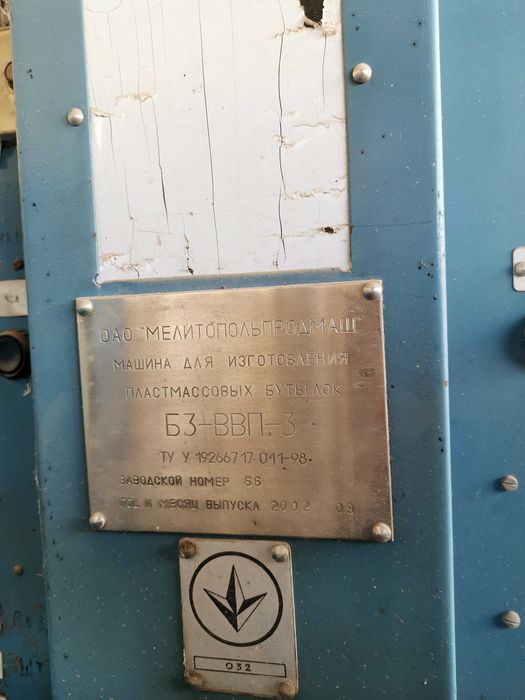 ОАО "МЕЛИТОПОЛЬПРОДМАШ"
МАШИНА ДЛЯ ИЗГОТОВЛЕНИЯ
ПЛАСТМАССОВЫХ БУТЫЛОК
БЗ-ВВП-3
ТУ У 19266717·011-98·
ЗАВОДСКОЙ НОМЕР 66
ГОД И МЕСЯЦ ВЫПУСКА 2002 09
032